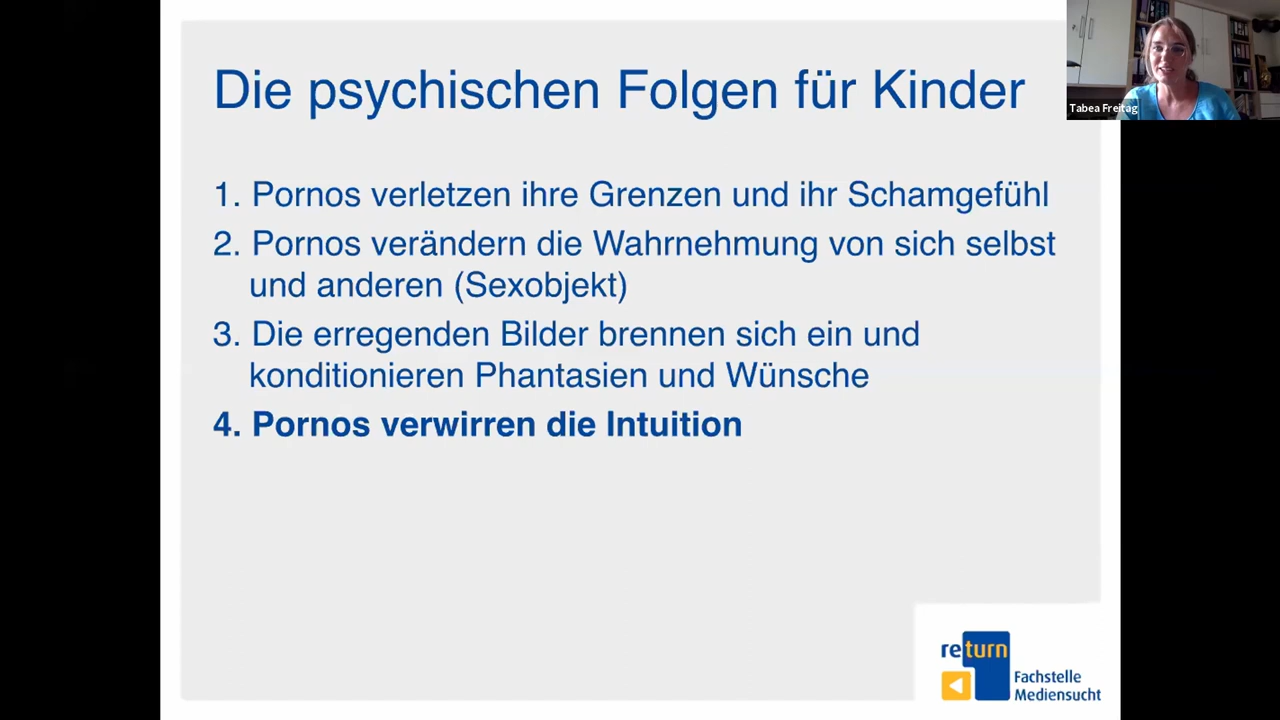 Die psychischen Folgen für Kinder
1. Pornos verletzen ihre Grenzen und ihr Schamgefühl
2. Pornos verändern die Wahrnehmung von sich selbst
und anderen (Sexobjekt)
3. Die erregenden Bilder brennen sich ein und
konditionieren Phantasien und Wünsche
4. Pornos verwirren die Intuition
Tabea Freitag
return
Fachstelle
Mediensucht